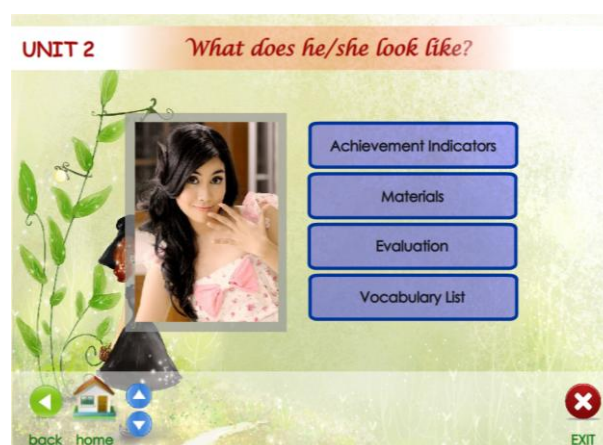 UNIT 2
What does he/she look like?
Achievement Indicators
Materials
Evaluation
Vocabulary List
back
home
EXIT